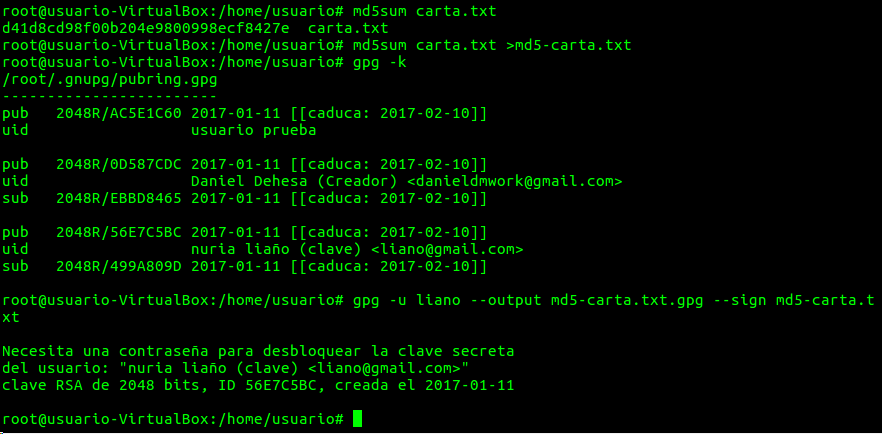 root@usuario-VirtualBox:/home/usuario# md5sum carta.txt
d41d8cd98f00b204e9800998ecf8427e  carta.txt
root@usuario-VirtualBox:/home/usuario# md5sum carta.txt >md5-carta.txt
root@usuario-VirtualBox:/home/usuario# gpg -k
/root/.gnupg/pubring.gpg
------------------------
pub   2048R/AC5E1C60 2017-01-11 [[caduca: 2017-02-10]]
uid                  usuario prueba
pub   2048R/0D587CDC 2017-01-11 [[caduca: 2017-02-10]]
uid                  Daniel Dehesa (Creador) <danieldmwork@gmail.com>
sub   2048R/EBBD8465 2017-01-11 [[caduca: 2017-02-10]]
pub   2048R/56E7C5BC 2017-01-11 [[caduca: 2017-02-10]]
uid                  nuria liaño (clave) <liano@gmail.com>
sub   2048R/499A809D 2017-01-11 [[caduca: 2017-02-10]]
root@usuario-VirtualBox:/home/usuario# gpg -u liano --output md5-carta.txt.gpg --sign md5-carta.t
xt
Necesita una contraseña para desbloquear la clave secreta
del usuario: "nuria liaño (clave) <liano@gmail.com>"
clave RSA de 2048 bits, ID 56E7C5BC, creada el 2017-01-11
root@usuario-VirtualBox:/home/usuario#